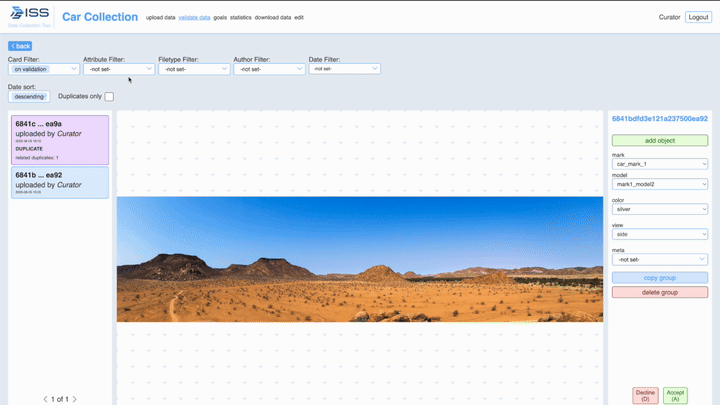 ISS
Data Collection Tool
Car Collection
upload data validate data goals statistics download data edit
Curator
Logout
< back
Card Filter:
on validation
Attribute Filter:
-not set-
Filetype Filter:
-not set-
Author Filter:
-not set-
Date Filter:
-not set-
Date sort:
descending
Duplicates only
6841c ... ea9a
uploaded by Curator
DUPLICATE
related duplicates: 1
6841b ... ea92
uploaded by Curator
< 1 of 1 >
6841bdfd3e121a237500ea92
add object
mark
car_mark_1
model
mark1_model2
color
silver
view
side
meta
-not set-
copy group
delete group
Decline
(D)
Accept
(A)